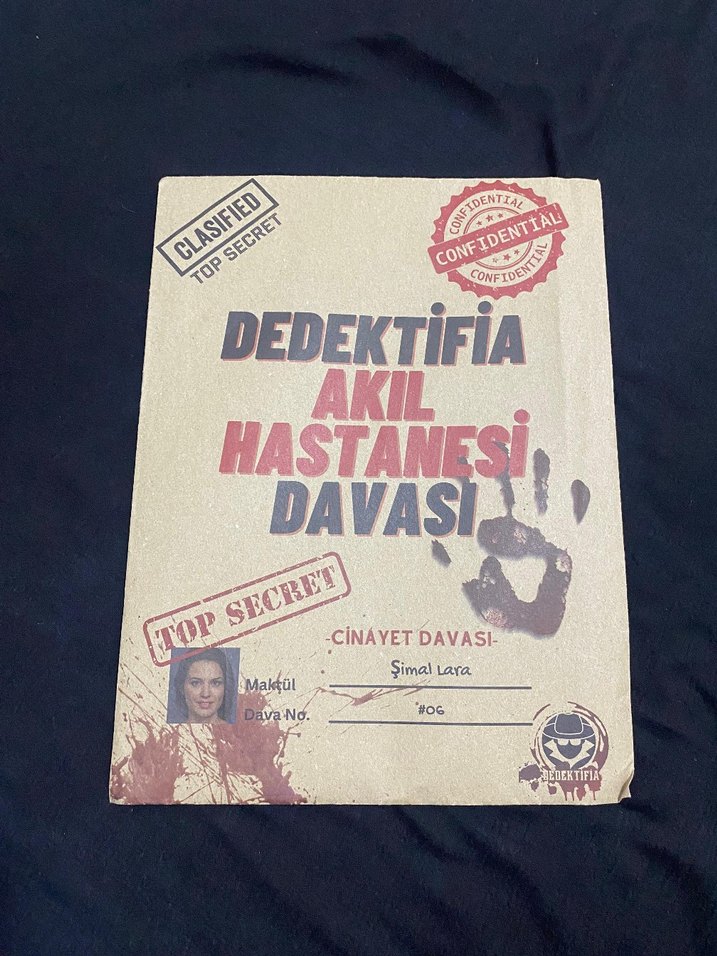 CLASIFIED
TOP SECRET
CONFIDENTIAL
CONFIDENTIAL
CONFIDENTIAL
DEDEKTİFİA
AKIL
HASTANESİ
DAVASI
TOP SECRET
-CİNAYET DAVASI-
Maktül Şimal Lara
Dava No. #06
DEDEKTİFİA